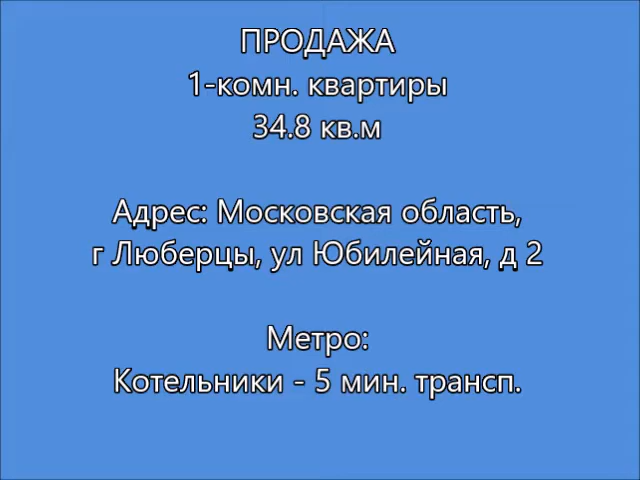 ПРОДАЖА
1-комн. квартиры
34.8 кв.м
Адрес: Московская область,
г Люберцы, ул Юбилейная, д 2
Метро:
Котельники - 5 мин. трансп.